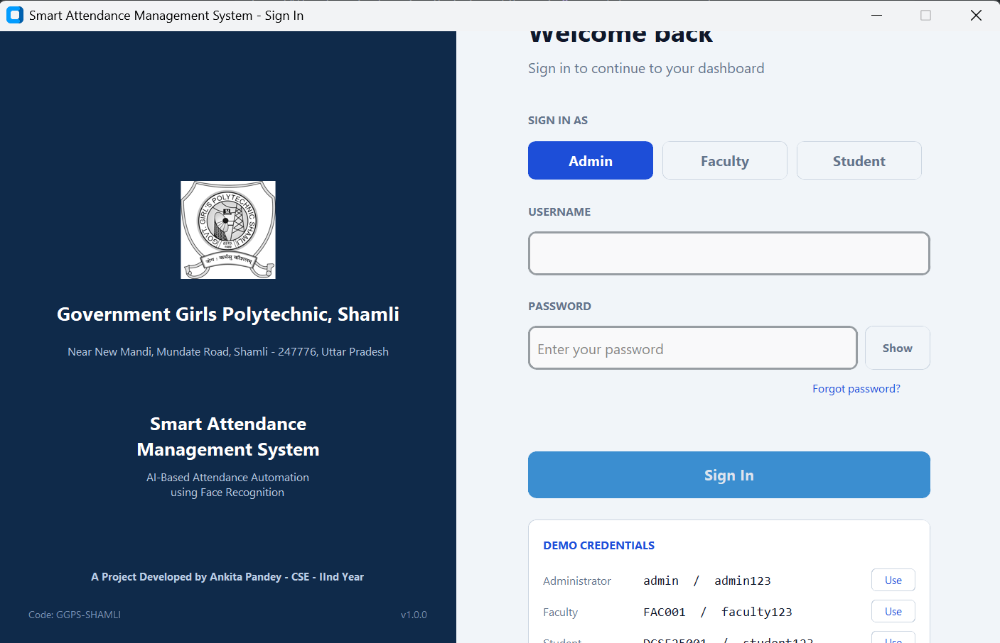 Smart Attendance Management System - Sign In
GOVT. GIRL'S POLYTECHNIC SHAMLI
ESTD.
योग : कर्मसु कौशलम्
Government Girls Polytechnic, Shamli
Near New Mandi, Mundate Road, Shamli - 247776, Uttar Pradesh
Smart Attendance
Management System
AI-Based Attendance Automation
using Face Recognition
A Project Developed by Ankita Pandey - CSE - IInd Year
Code: GGPS-SHAMLI
v1.0.0
Welcome back
Sign in to continue to your dashboard
SIGN IN AS
Admin Faculty Student
USERNAME
PASSWORD
Enter your password Show
Forgot password?
Sign In
DEMO CREDENTIALS
Administrator admin / admin123 Use
Faculty FAC001 / faculty123 Use
Student DCSE25001 / student123 Use